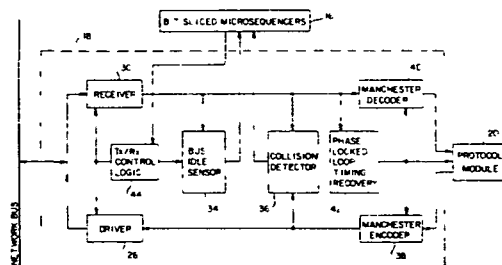 BIT SLICED MICROSEQUENCERS
16
18
30
RECEIVER
40
MANCHESTER DECODER
TX/RX CONTROL LOGIC
44
BUS IDLE SENSOR
34
COLLISION DETECTOR
36
PHASE LOCKED LOOP TIMING RECOVERY
42
20
PROTOCOL MODULE
DRIVER
26
MANCHESTER ENCODER
38
NETWORK BUS